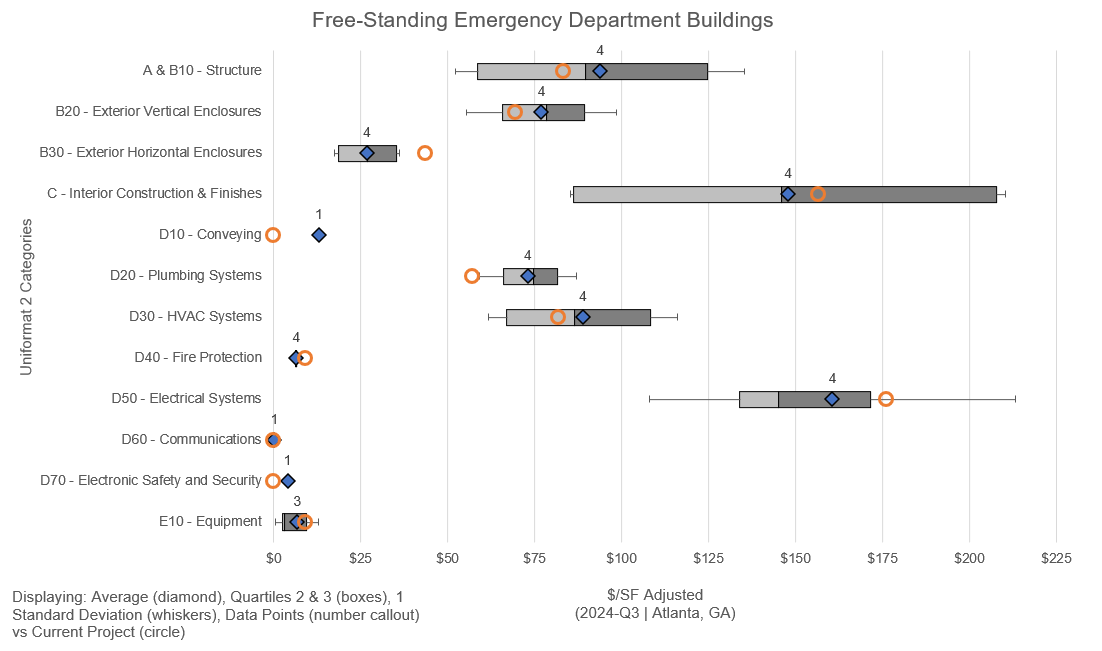 Free-Standing Emergency Department Buildings
Uniformat 2 Categories
A & B10 - Structure
4
B20 - Exterior Vertical Enclosures
4
B30 - Exterior Horizontal Enclosures
4
C - Interior Construction & Finishes
4
D10 - Conveying
1
D20 - Plumbing Systems
4
D30 - HVAC Systems
4
D40 - Fire Protection
4
D50 - Electrical Systems
4
D60 - Communications
1
D70 - Electronic Safety and Security
1
E10 - Equipment
3
$0 $25 $50 $75 $100 $125 $150 $175 $200 $225
$/SF Adjusted
(2024-Q3 | Atlanta, GA)
Displaying: Average (diamond), Quartiles 2 & 3 (boxes), 1
Standard Deviation (whiskers), Data Points (number callout)
vs Current Project (circle)